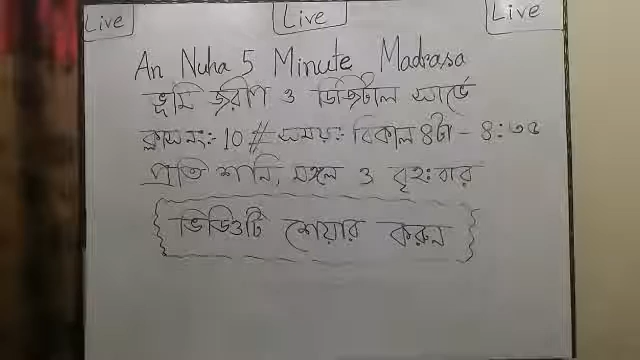 Live Live Live
An Nuha 5 Minute Madrasa
ভূমি জরীপ ও ডিজিটাল সার্ভে
ক্লাস নং:- 10 # সময়:- বিকাল ৪টা - ৪:৩৫
প্রতি শনি, মঙ্গল ও বৃহ:বার
ভিডিওটি শেয়ার করুন